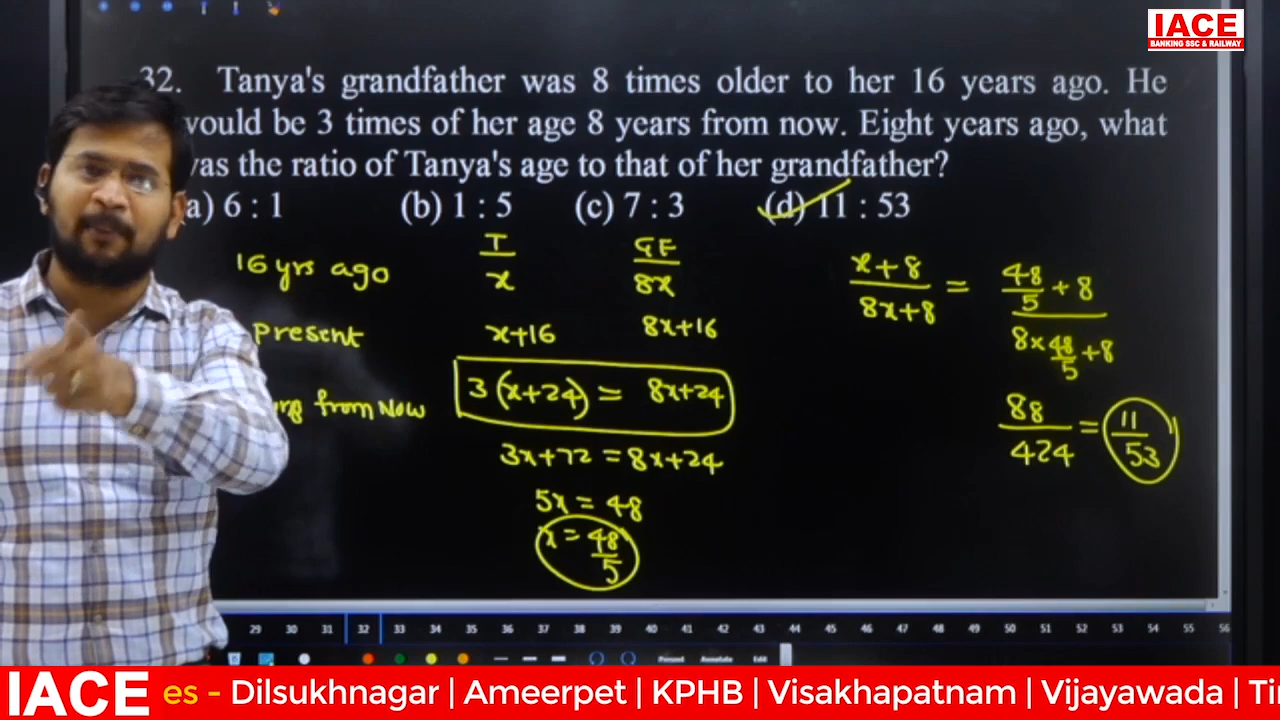 IACE
BANKING SSC & RAILWAY
32. Tanya's grandfather was 8 times older to her 16 years ago. He
would be 3 times of her age 8 years from now. Eight years ago, what
was the ratio of Tanya's age to that of her grandfather?
(a) 6 : 1 (b) 1 : 5 (c) 7 : 3 (d) 11 : 53
T GF
16 yrs ago x 8x
Present x+16 8x+16
from Now 3(x+24) = 8x+24
3x+72 = 8x+24
5x = 48
x = 48/5
x+8/8x+8 = 48/5 + 8/8×48/5+8
88/424 = 11/53
29 30 31 32 33 34 35 36 37 38 39 40 41 42 43 44 45 46 47 48 49 50 51 52 53 54 55 56
Present Annotate Edit
IACE es - Dilsukhnagar | Ameerpet | KPHB | Visakhapatnam | Vijayawada |